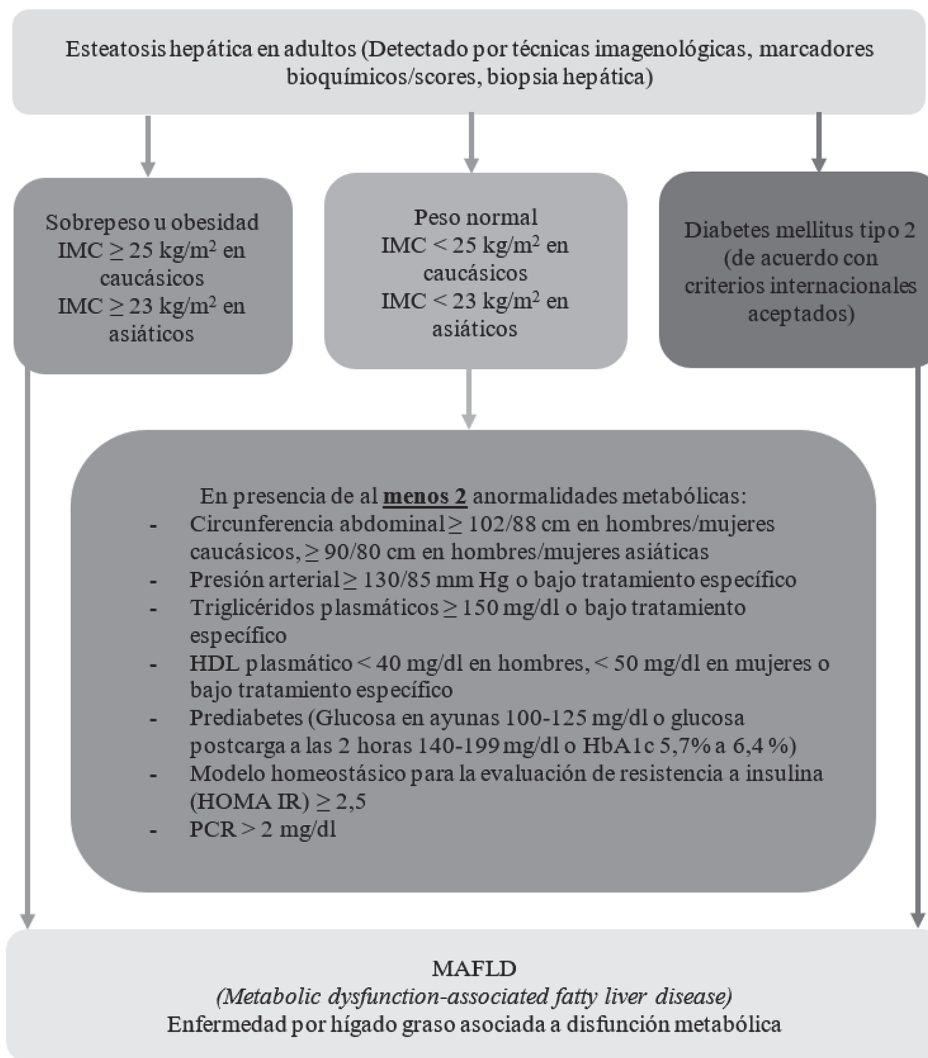 Esteatosis hepática en adultos (Detectado por técnicas imagenológicas, marcadores
bioquímicos/scores, biopsia hepática)
Sobrepeso u obesidad
IMC ≥ 25 kg/m² en
caucásicos
IMC ≥ 23 kg/m² en
asiáticos
Peso normal
IMC < 25 kg/m² en
caucásicos
IMC < 23 kg/m² en
asiáticos
Diabetes mellitus tipo 2
(de acuerdo con
criterios internacionales
aceptados)
En presencia de al menos 2 anormalidades metabólicas:
- Circunferencia abdominal ≥ 102/88 cm en hombres/mujeres
caucásicos, ≥ 90/80 cm en hombres/mujeres asiáticas
- Presión arterial ≥ 130/85 mm Hg o bajo tratamiento específico
- Triglicéridos plasmáticos ≥ 150 mg/dl o bajo tratamiento
específico
- HDL plasmático < 40 mg/dl en hombres, < 50 mg/dl en mujeres o
bajo tratamiento específico
- Prediabetes (Glucosa en ayunas 100-125 mg/dl o glucosa
postcarga a las 2 horas 140-199 mg/dl o HbA1c 5,7% a 6,4 %)
- Modelo homeostásico para la evaluación de resistencia a insulina
(HOMA IR) ≥ 2,5
- PCR > 2 mg/dl
MAFLD
(Metabolic dysfunction-associated fatty liver disease)
Enfermedad por hígado graso asociada a disfunción metabólica